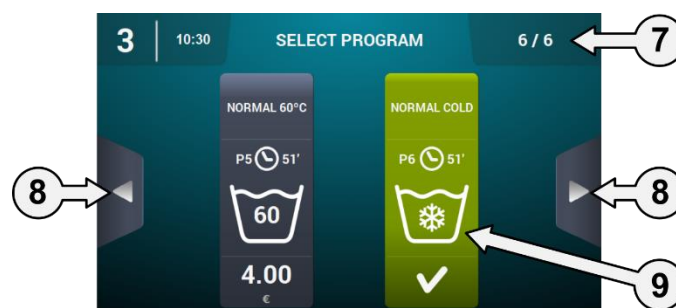 3 10:30 SELECT PROGRAM 6 / 6
7
NORMAL 60ºC NORMAL COLD
P5 51' P6 51'
8 8
60
4.00
€
9